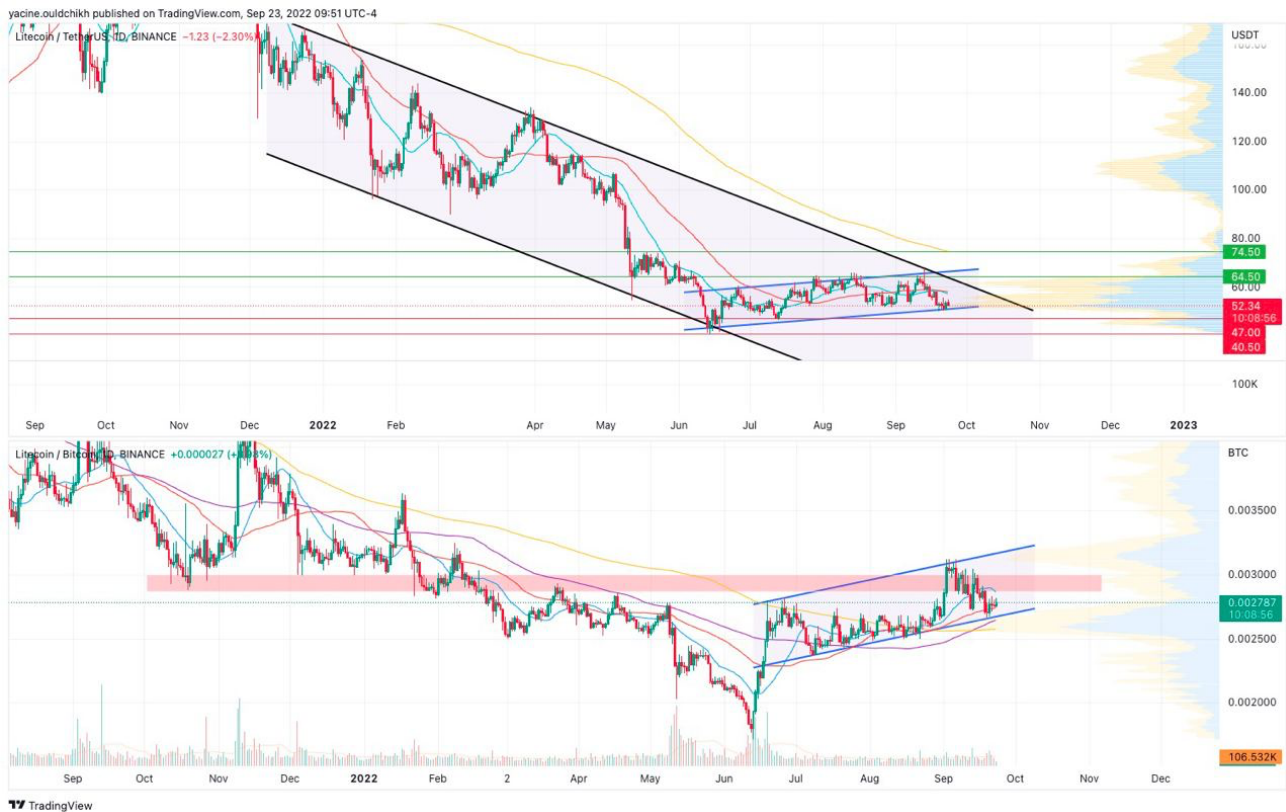 yacine.ouldchikh published on TradingView.com, Sep 23, 2022 09:51 UTC-4
Litecoin / TetherUS, 1D, BINANCE −1.23 (−2.30%)
USDT
160.00
140.00
120.00
100.00
80.00
74.50
64.50
60.00
52.34
10:08:56
47.00
40.50
100K
Sep Oct Nov Dec 2022 Feb Apr May Jun Jul Aug Sep Oct Nov Dec 2023
Litecoin / Bitcoin, 1D, BINANCE +0.000027
BTC
0.003500
0.003000
0.002787
10:08:56
0.002500
0.002000
106.532K
Sep Oct Nov Dec 2022 Feb 2 Apr May Jun Jul Aug Sep Oct Nov Dec
TradingView